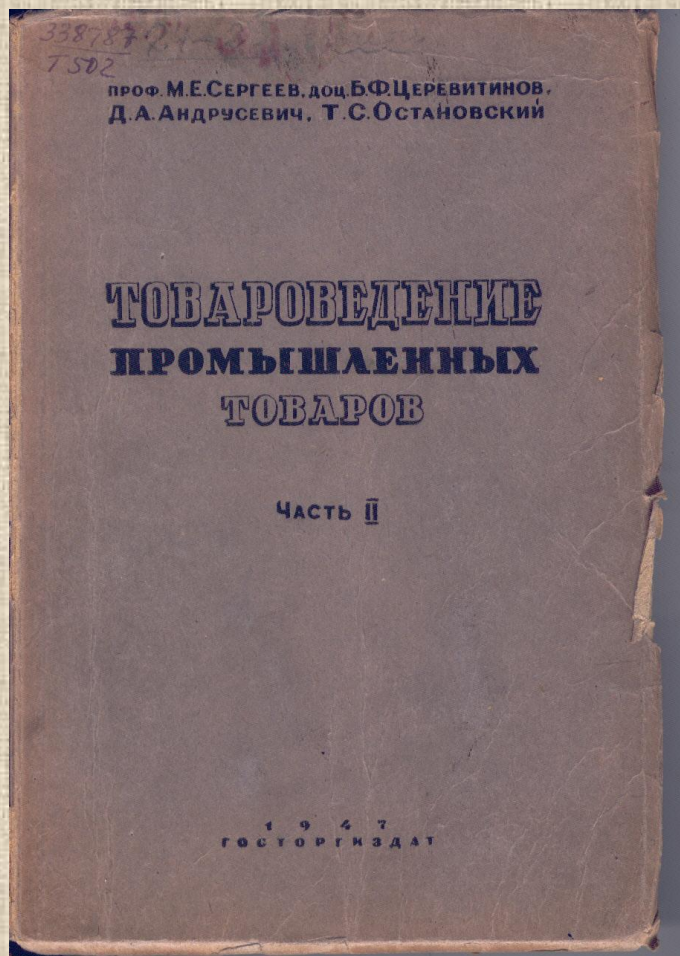 338787
Т502
ПРОФ. М.Е.СЕРГЕЕВ, ДОЦ. Б.Ф.ЦЕРЕВИТИНОВ,
Д.А.АНДРУСЕВИЧ, Т.С.ОСТАНОВСКИЙ
ТОВАРОВЕДЕНИЕ
ПРОМЫШЛЕННЫХ
ТОВАРОВ
ЧАСТЬ II
1947
ГОСТОРГИЗДАТ